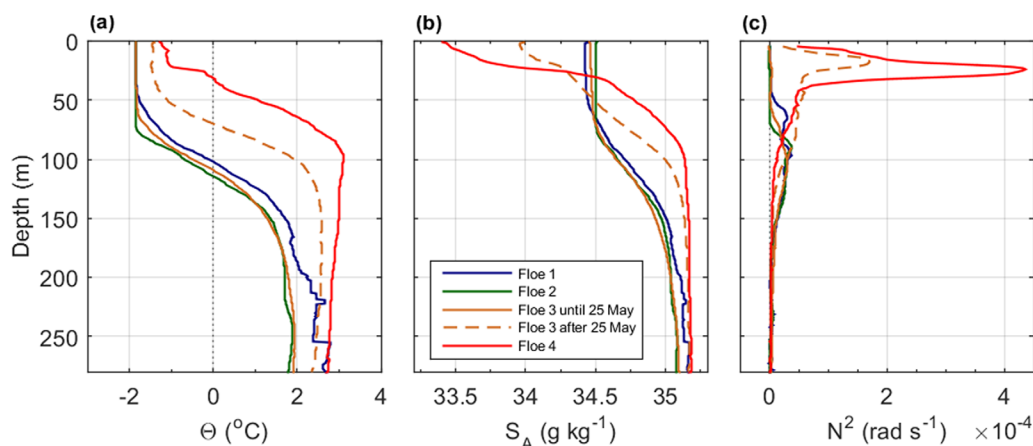 (a)
(b)
(c)
0
50
100
150
200
250
Depth (m)
-2
0
2
4
Θ (°C)
33.5
34
34.5
35
S_A (g kg⁻¹)
Floe 1
Floe 2
Floe 3 until 25 May
Floe 3 after 25 May
Floe 4
0
2
4
N² (rad s⁻¹)
×10⁻⁴